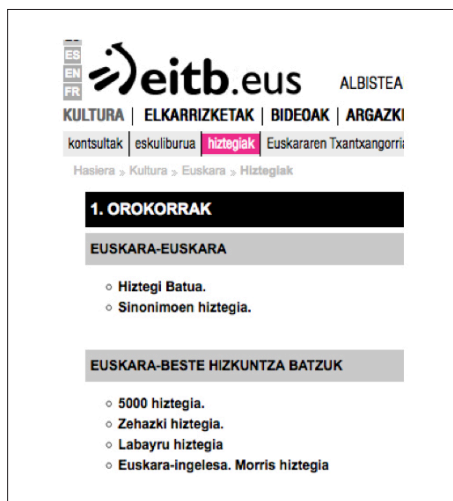 ES
EN
FR
eitb.eus
ALBISTEA
KULTURA | ELKARRIZKETAK | BIDEOAK | ARGAZKI
kontsultak | eskuliburua | hiztegiak | Euskararen Txantxangorria
Hasiera » Kultura » Euskara » Hiztegiak
1. OROKORRAK
EUSKARA-EUSKARA
Hiztegi Batua.
Sinonimoen hiztegia.
EUSKARA-BESTE HIZKUNTZA BATZUK
5000 hiztegia.
Zehazki hiztegia.
Labayru hiztegia
Euskara-ingelesa. Morris hiztegia